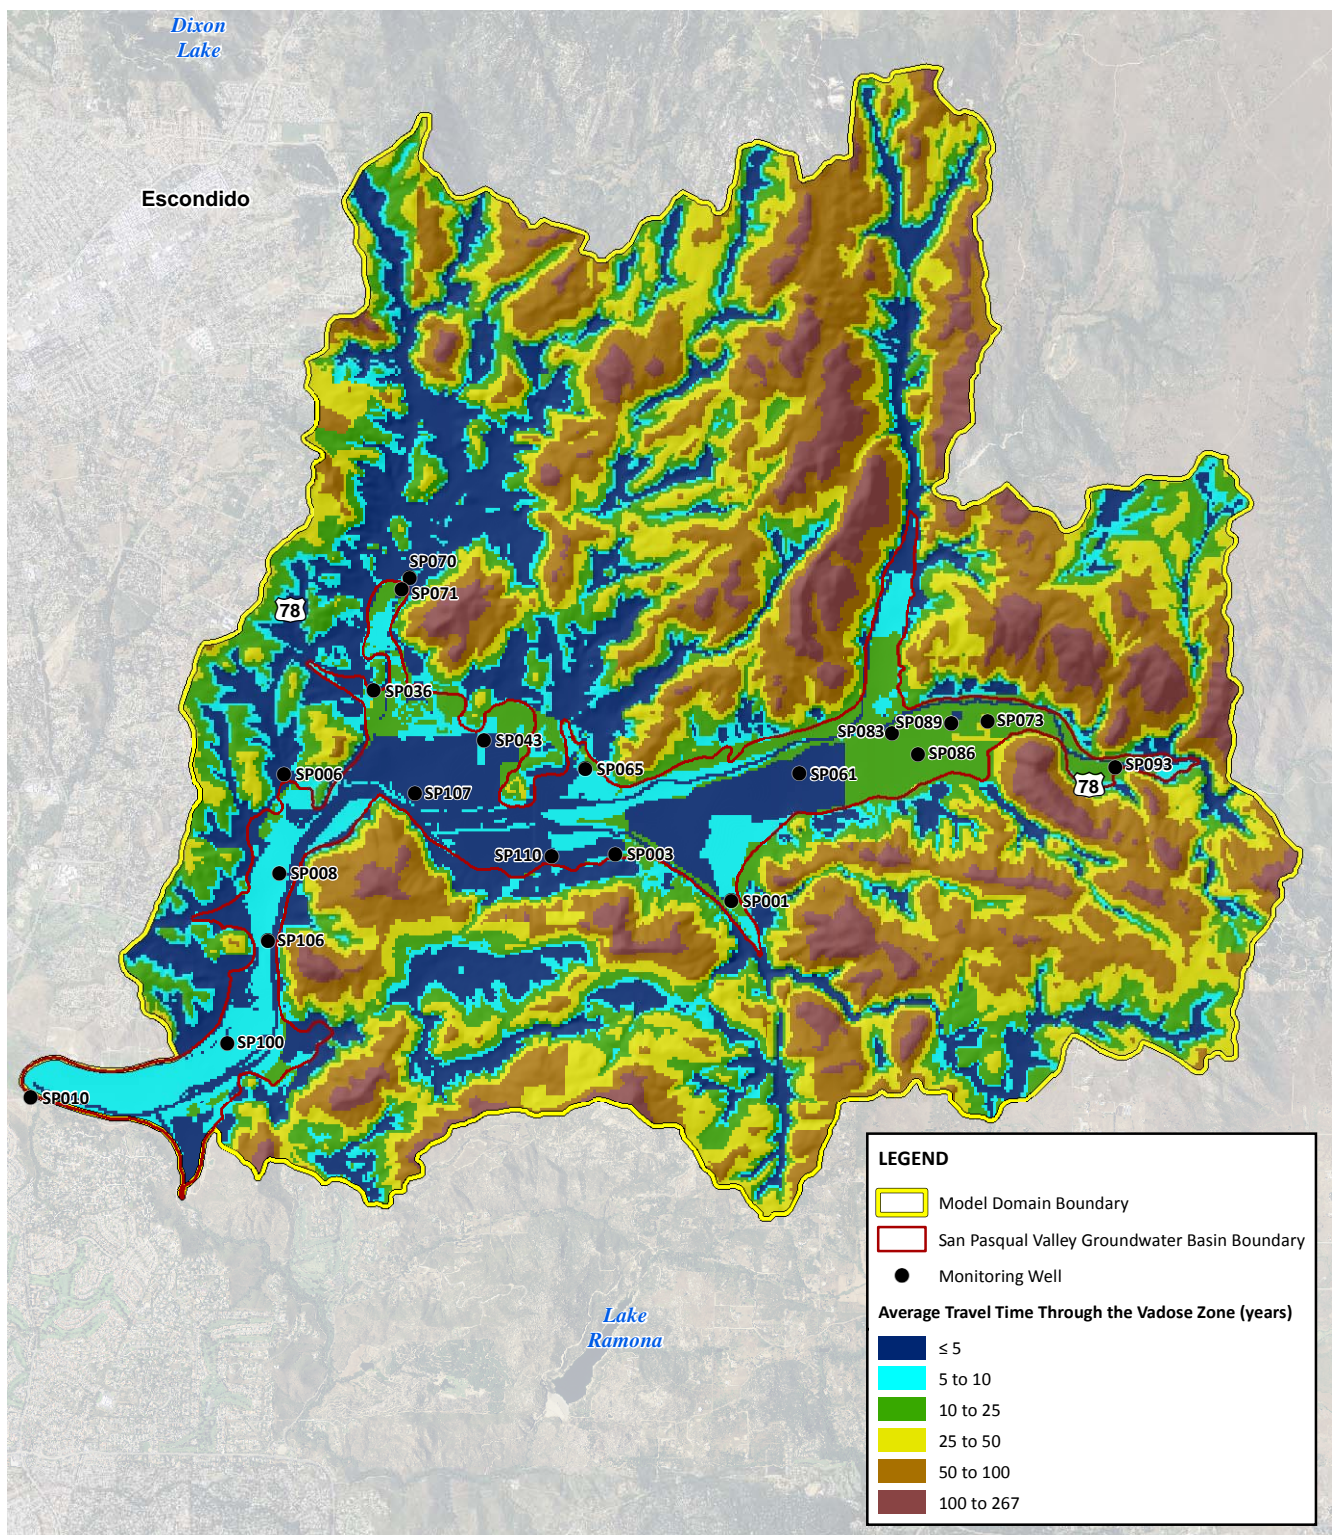 Dixon
Lake
Escondido
SP070
SP071
78
SP036
SP043
SP083
SP089
SP073
SP086
SP093
78
SP006
SP065
SP061
SP107
SP110
SP003
SP008
SP001
SP106
SP100
SP010
Lake
Ramona
LEGEND
Model Domain Boundary
San Pasqual Valley Groundwater Basin Boundary
Monitoring Well
Average Travel Time Through the Vadose Zone (years)
≤ 5
5 to 10
10 to 25
25 to 50
50 to 100
100 to 267